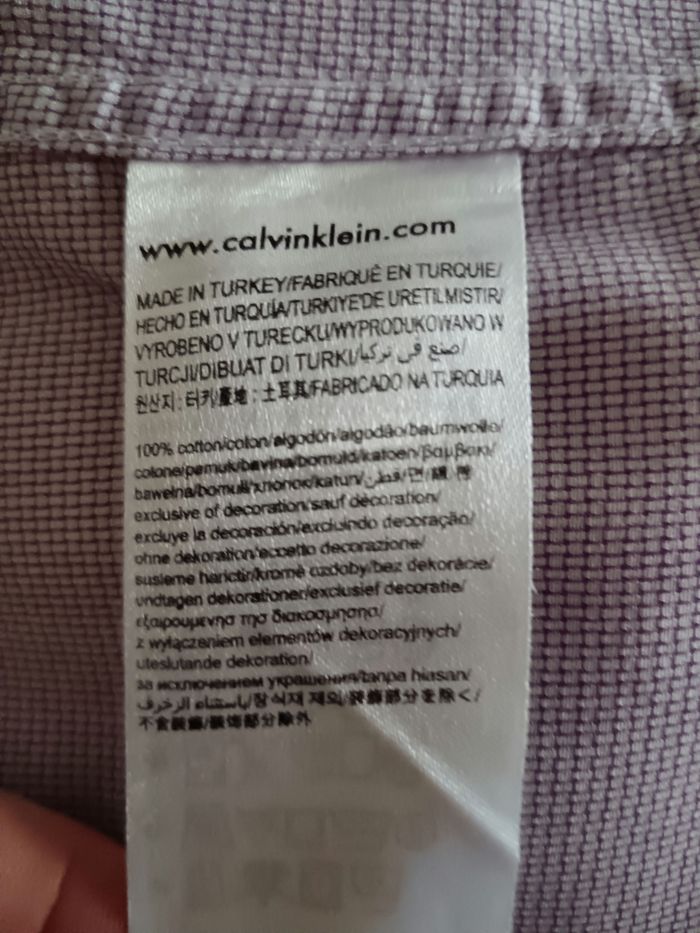 www.calvinklein.com
MADE IN TURKEY/FABRIQUÉ EN TURQUIE/
HECHO EN TURQUÍA/TURKIYE'DE URETILMISTIR/
VYROBENO V TURECKU/WYPRODUKOWANO W
TURCJI/DIBUAT DI TURKI/صنع في تركيا/
원산지: 터키/產地: 土耳其/FABRICADO NA TURQUIA
100% cotton/coton/algodón/algodão/baumwolle/
cotone/pamuk/bavlna/bomuld/katoen/βαμβακι/
bawełna/bomull/хлопок/katun/قطن/면/綿/棉
exclusive of decoration/sauf décoration/
excluye la decoración/excluindo decoração/
ohne dekoration/eccetto decorazione/
susleme harictir/kromě ozdoby/bez dekorácie/
undtagen dekorationer/exclusief decoratie/
εξαιρουμενησ τησ διακοσμησησ/
z wyłączeniem elementów dekoracyjnych/
uteslutande dekoration/
за исключением украшения/tanpa hiasan/
باستثناء الزخرف/장식지 제외/装飾部分を除く/
不含裝飾/装饰部分除外